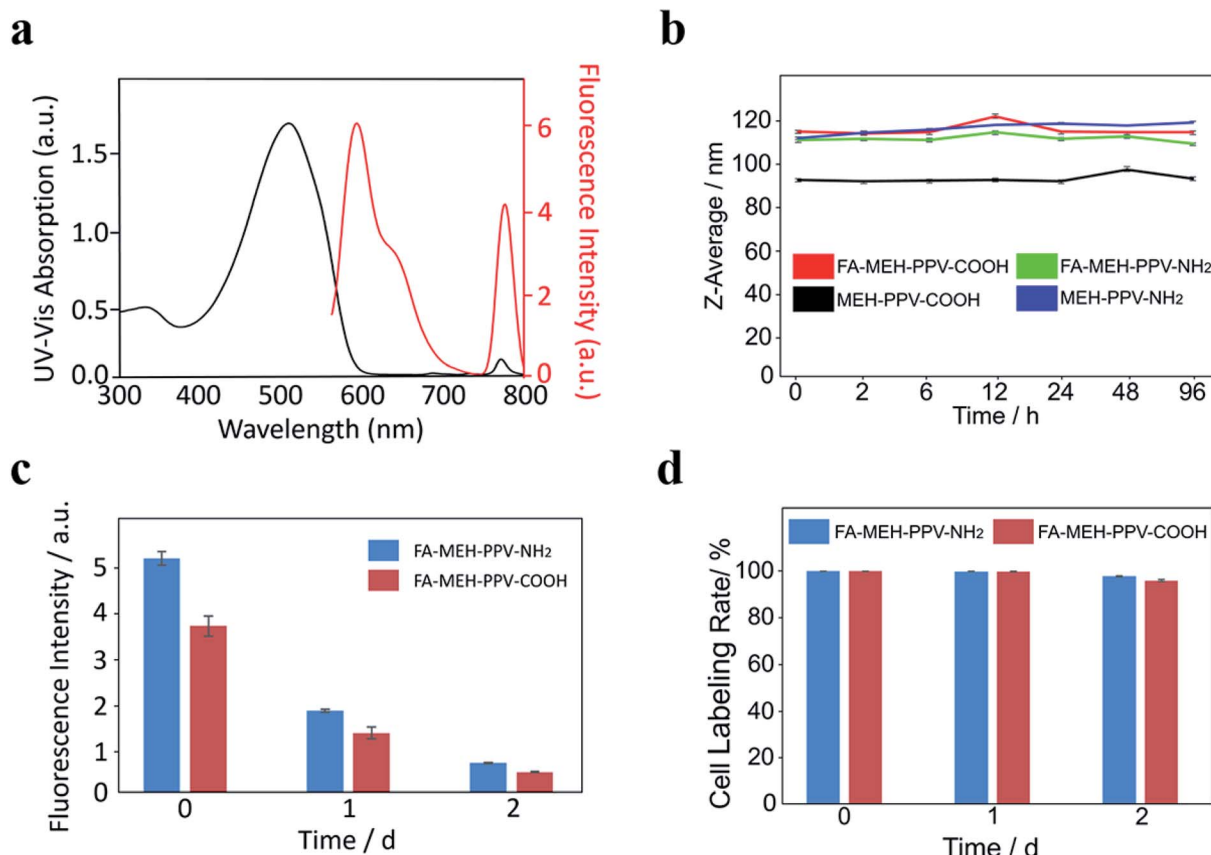 a
UV-Vis Absorption (a.u.)
1.5
1.0
0.5
0.0
300 400 500 600 700 800
Wavelength (nm)
Fluorescence Intensity (a.u.)
6
4
2
0
b
Z-Average / nm
120
100
80
60
40
20
0
FA-MEH-PPV-COOH FA-MEH-PPV-NH₂
MEH-PPV-COOH MEH-PPV-NH₂
0 2 6 12 24 48 96
Time / h
c
Fluorescence Intensity / a.u.
5
4
3
2
1
0
FA-MEH-PPV-NH₂
FA-MEH-PPV-COOH
0 1 2
Time / d
d
Cell Labeling Rate/ %
100
80
60
40
20
0
FA-MEH-PPV-NH₂ FA-MEH-PPV-COOH
0 1 2
Time / d